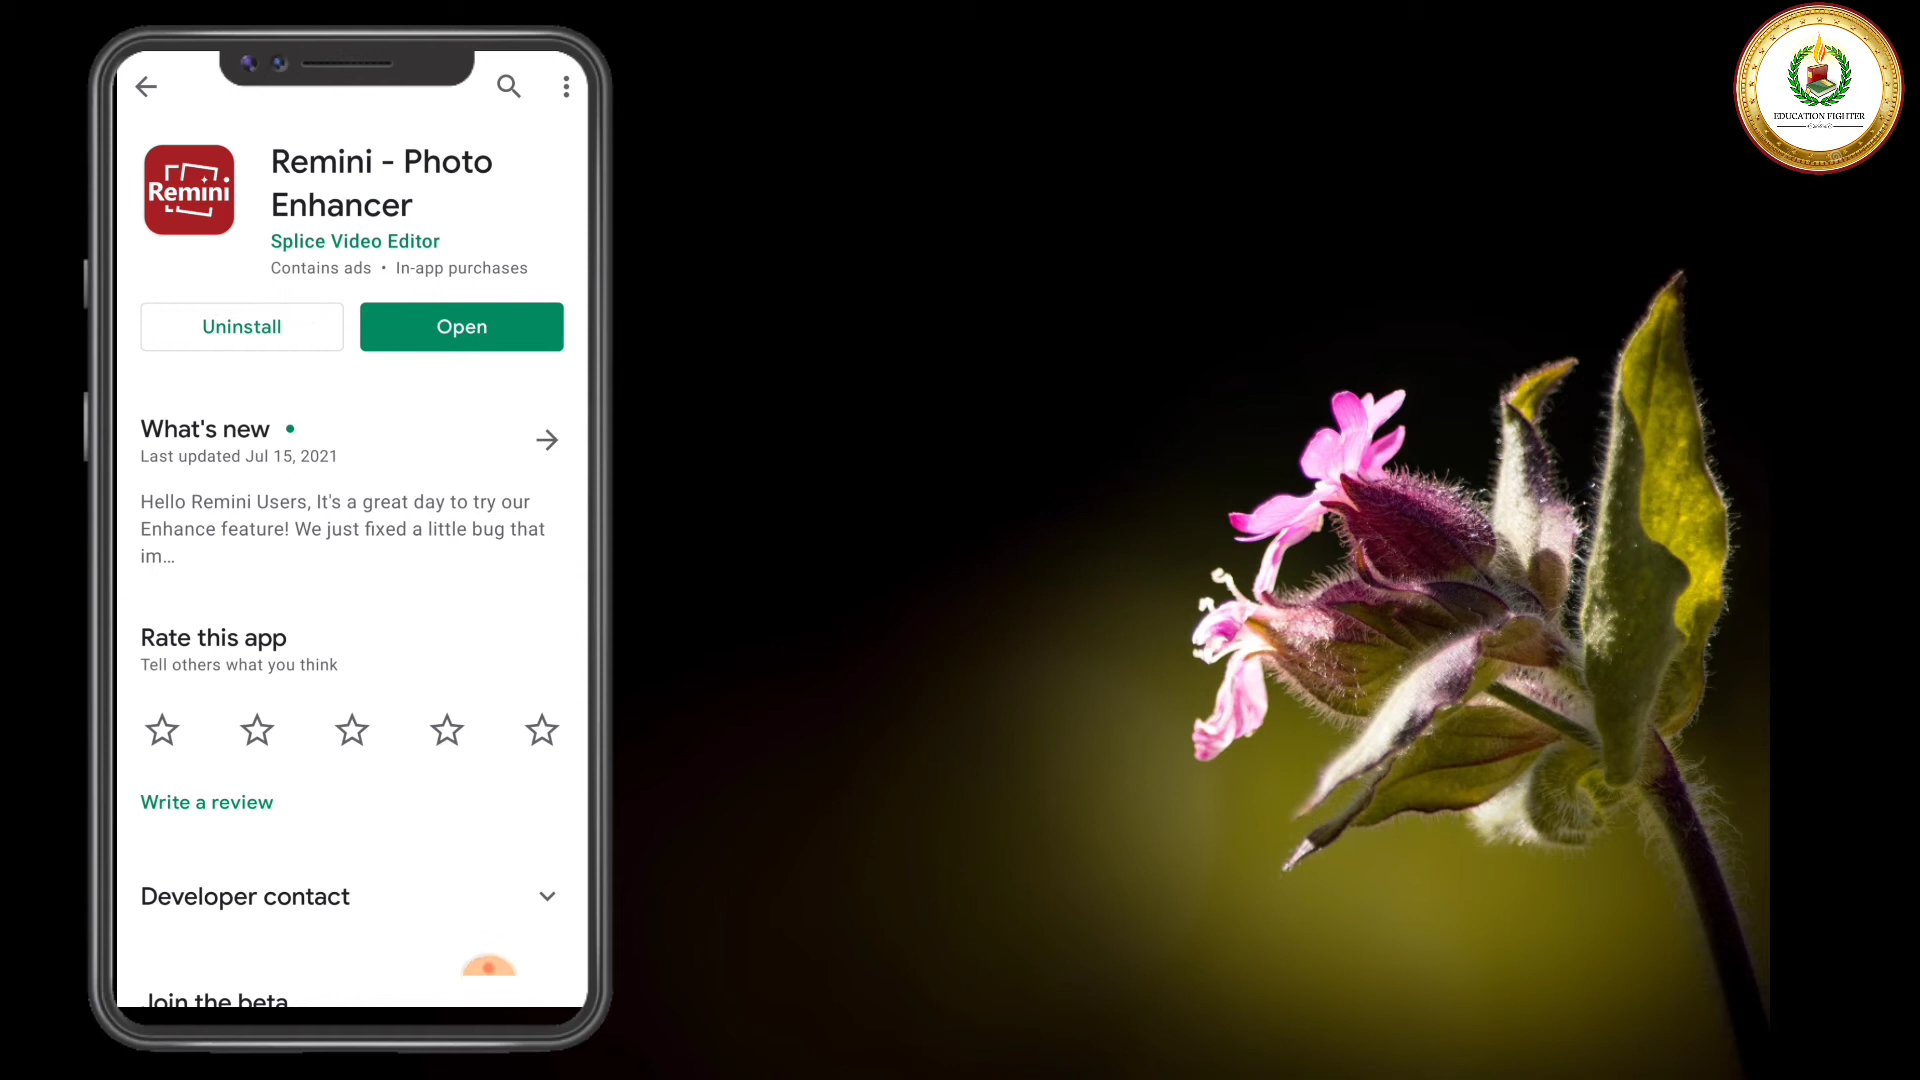 Remini
Remini - Photo
Enhancer
Splice Video Editor
Contains ads • In-app purchases
Uninstall
Open
What's new
Last updated Jul 15, 2021
Hello Remini Users, It's a great day to try our
Enhance feature! We just fixed a little bug that
im...
Rate this app
Tell others what you think
Write a review
Developer contact
Join the beta
EDUCATION FIGHTER